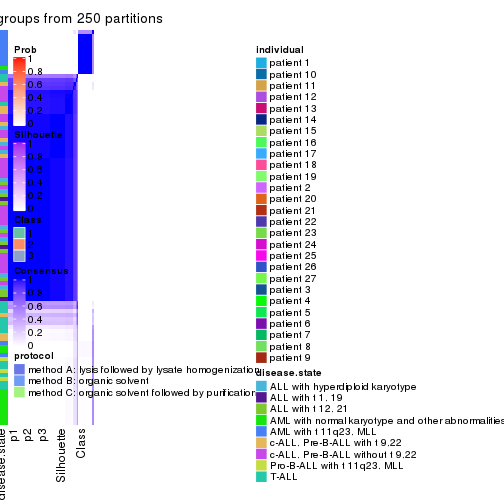 groups from 250 partitions
Prob
1
0.8
0.6
0.4
0.2
0
Silhouette
1
0.8
0.6
0.4
0.2
0
Class
1
2
3
Consensus
1
0.8
0.6
0.4
0.2
0
protocol
method A: lysis followed by lysate homogenization
method B: organic solvent
method C: organic solvent followed by purification
disease.state
p1
p2
p3
Silhouette
Class
individual
patient 1
patient 10
patient 11
patient 12
patient 13
patient 14
patient 15
patient 16
patient 17
patient 18
patient 19
patient 2
patient 20
patient 21
patient 22
patient 23
patient 24
patient 25
patient 26
patient 27
patient 3
patient 4
patient 5
patient 6
patient 7
patient 8
patient 9
disease.state
ALL with hyperdiploid karyotype
ALL with t1. 19
ALL with t12. 21
AML with normal karyotype and other abnormalities
AML with t11q23. MLL
c-ALL. Pre-B-ALL with t9.22
c-ALL. Pre-B-ALL without t9.22
Pro-B-ALL with t11q23. MLL
T-ALL